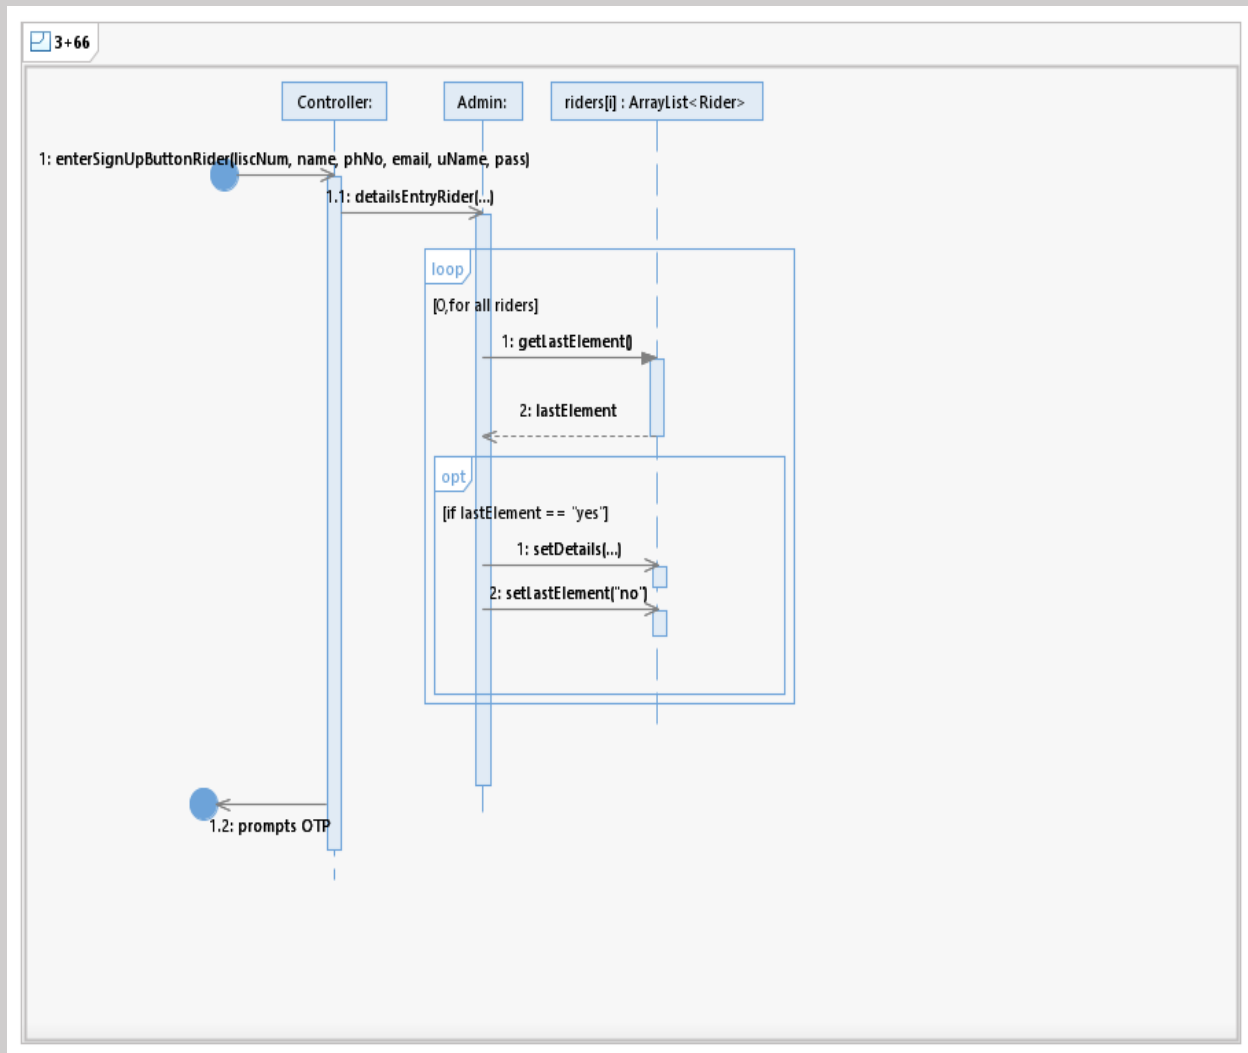 3+66
Controller:
Admin:
riders[i] : ArrayList<Rider>
1: enterSignUpButtonRider(liscNum, name, phNo, email, uName, pass)
1.1: detailsEntryRider(...)
loop
[0,for all riders]
1: getLastElement()
2: lastElement
opt
[if lastElement == "yes"]
1: setDetails(...)
2: setLastElement("no")
1.2: prompts OTP